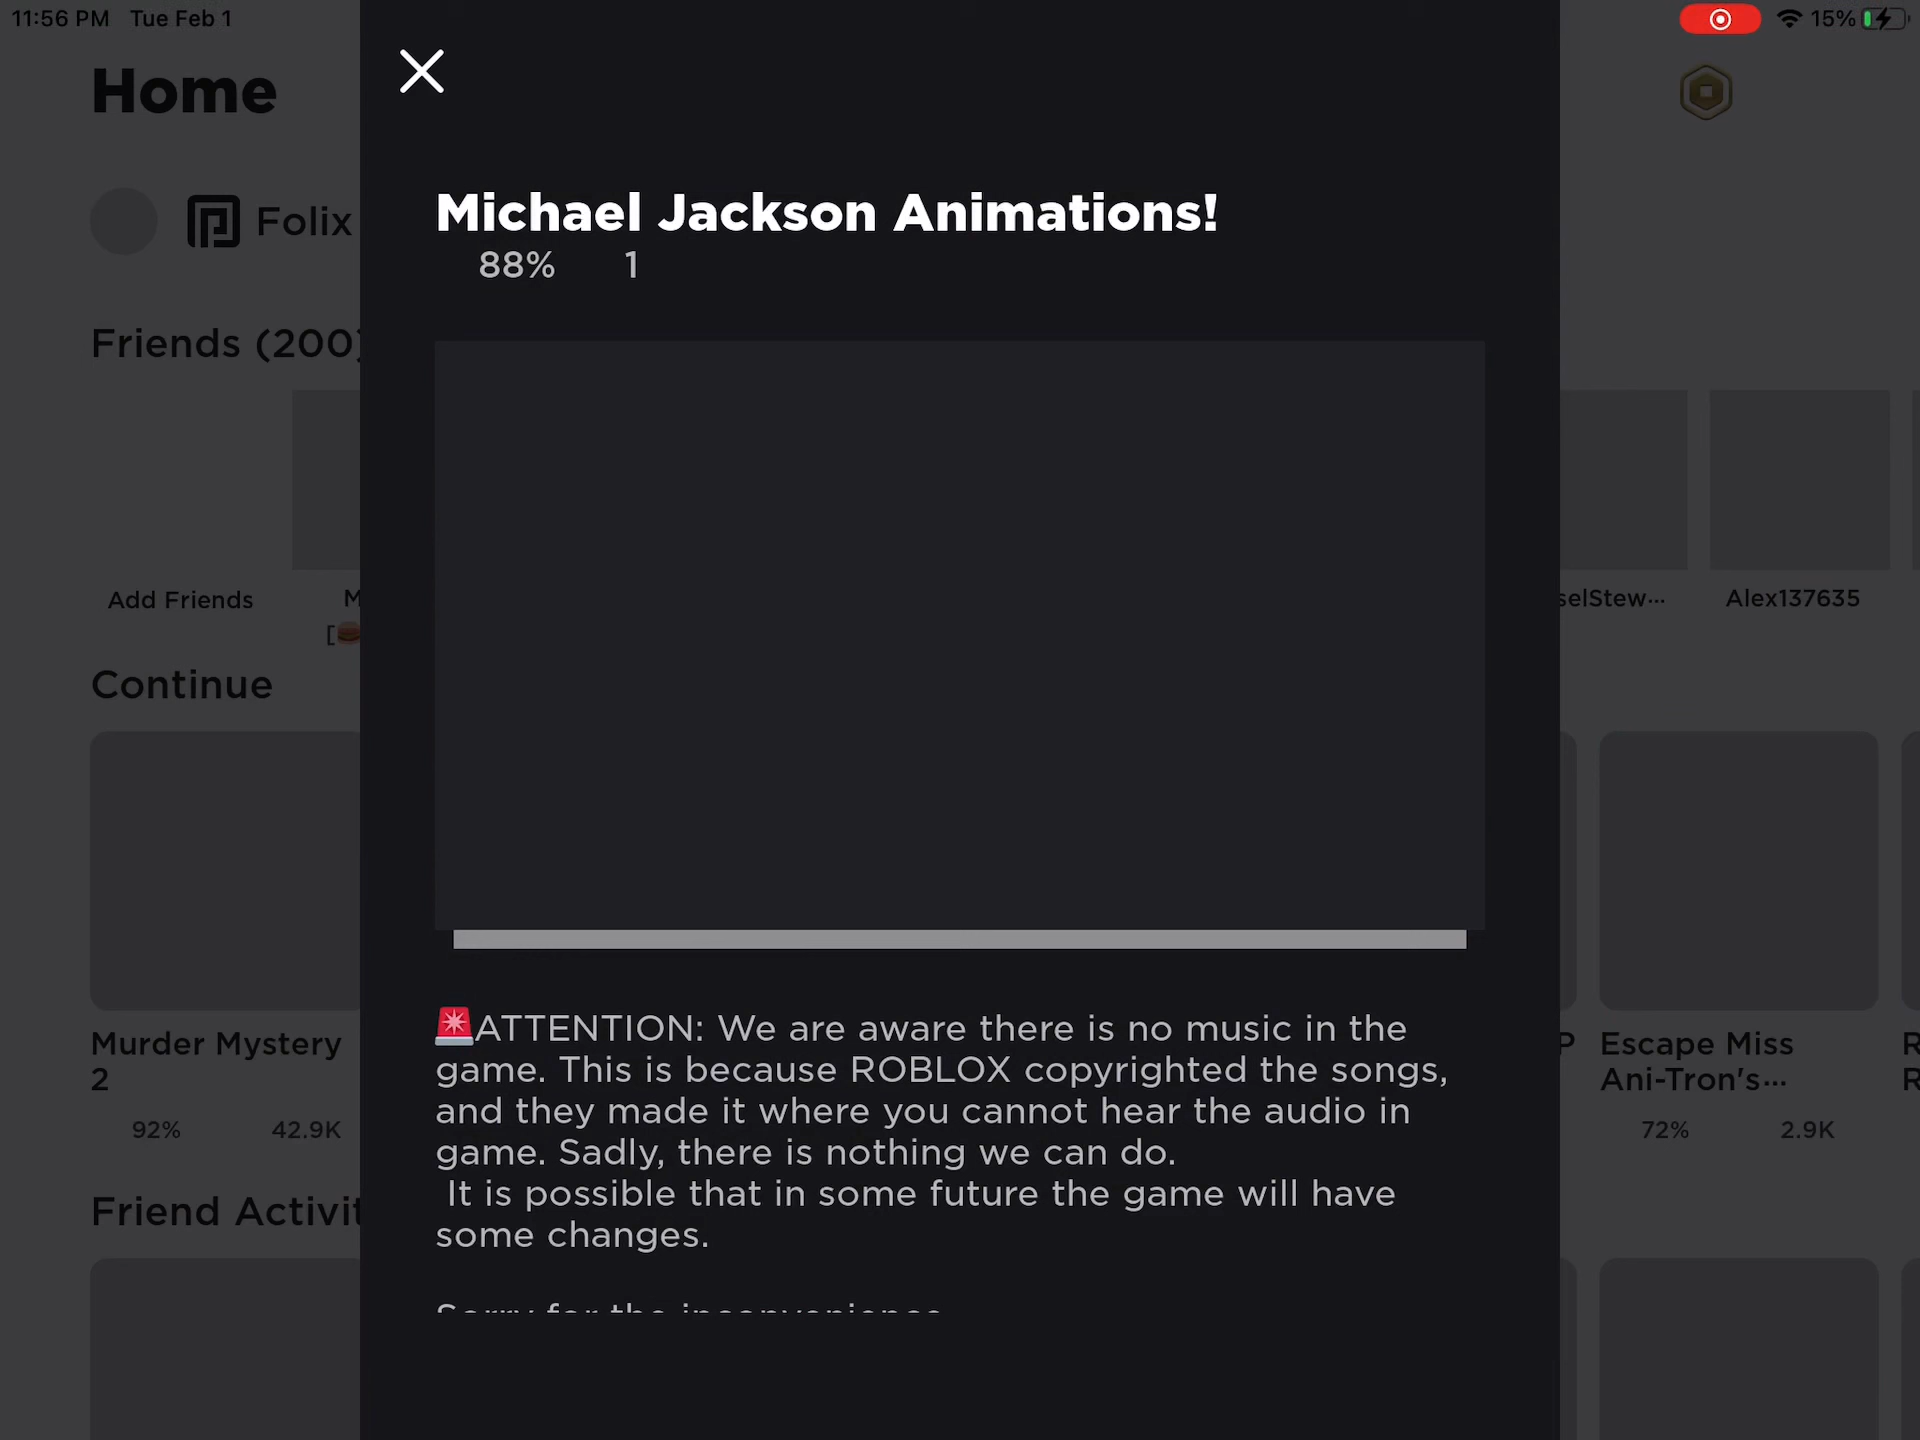 11:56 PM Tue Feb 1
15%
Home
Folix
Friends (200)
Add Friends
selStew...
Alex137635
Continue
Murder Mystery
2
92% 42.9K
Escape Miss
Ani-Tron's...
72% 2.9K
Friend Activit
Michael Jackson Animations!
88% 1
🚨ATTENTION: We are aware there is no music in the
game. This is because ROBLOX copyrighted the songs,
and they made it where you cannot hear the audio in
game. Sadly, there is nothing we can do.
It is possible that in some future the game will have
some changes.
Sorry for the inconvenience